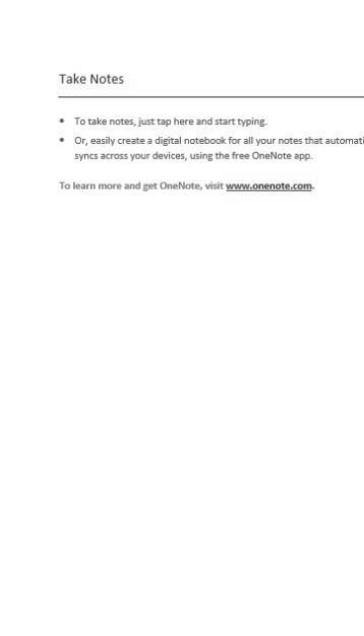 Take Notes
• To take notes, just tap here and start typing.
• Or, easily create a digital notebook for all your notes that automati
syncs across your devices, using the free OneNote app.
To learn more and get OneNote, visit www.onenote.com.